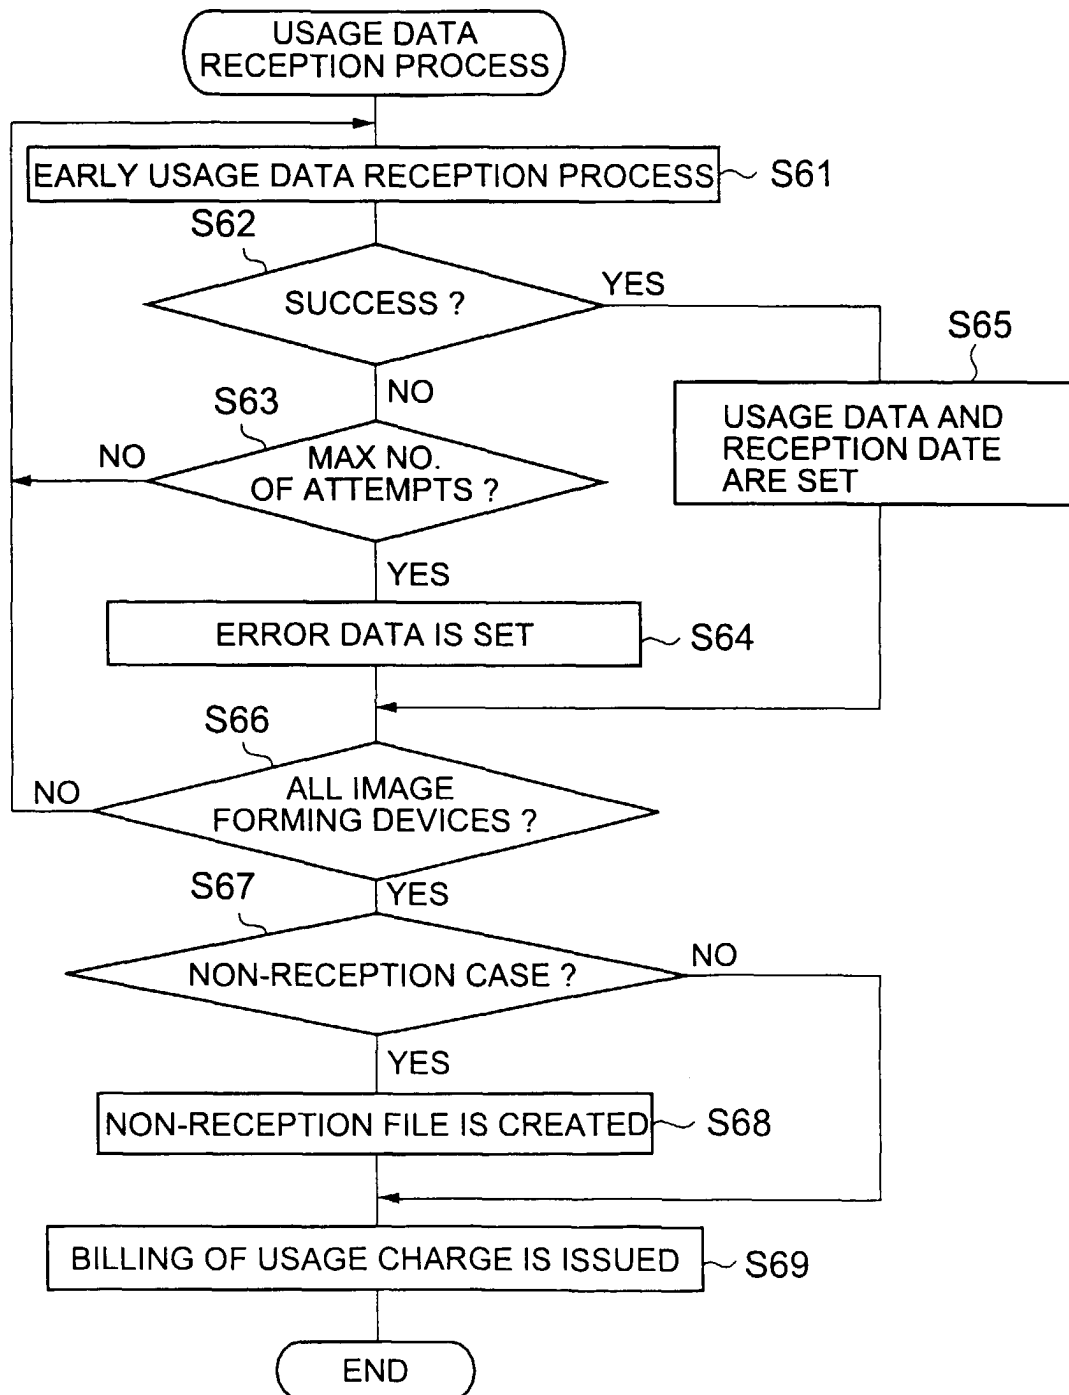 USAGE DATA
RECEPTION PROCESS
EARLY USAGE DATA RECEPTION PROCESS
S61
S62
SUCCESS ?
YES
NO
S65
USAGE DATA AND
RECEPTION DATE
ARE SET
S63
MAX NO.
OF ATTEMPTS ?
NO
YES
ERROR DATA IS SET
S64
S66
ALL IMAGE
FORMING DEVICES ?
NO
YES
S67
NON-RECEPTION CASE ?
NO
YES
NON-RECEPTION FILE IS CREATED
S68
BILLING OF USAGE CHARGE IS ISSUED
S69
END